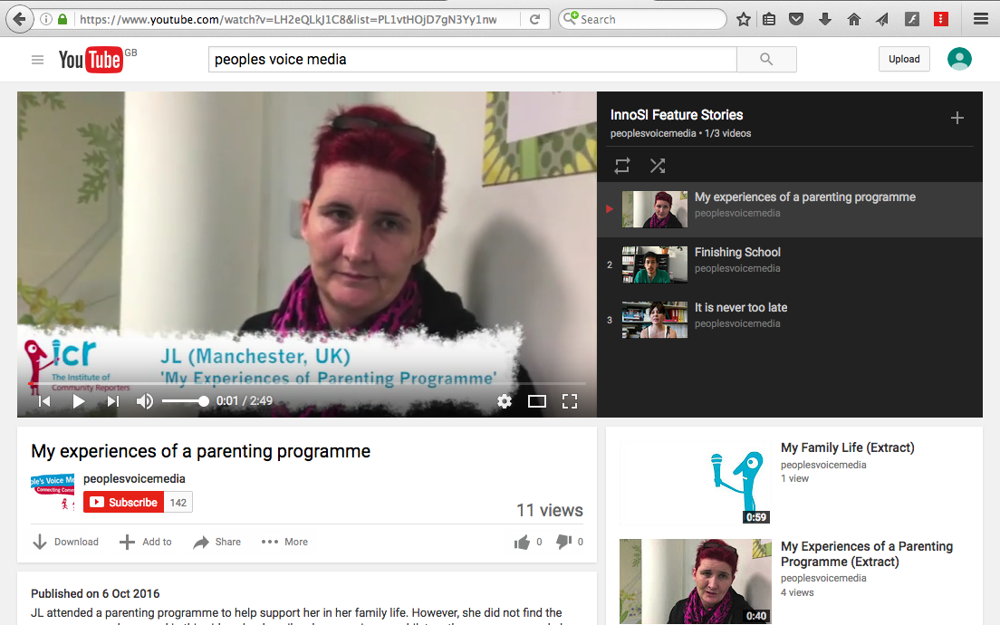 https://www.youtube.com/watch?v=LH2eQLkJ1C8&list=PL1vtHOjD7gN3Yy1nw
Search
YouTube GB
peoples voice media
Upload
InnoSI Feature Stories
peoplesvoicemedia • 1/3 videos
My experiences of a parenting programme
peoplesvoicemedia
2
Finishing School
peoplesvoicemedia
3
It is never too late
peoplesvoicemedia
icr
The Institute of
Community Reporters
JL (Manchester, UK)
'My Experiences of Parenting Programme'
0:01 / 2:49
My experiences of a parenting programme
peoplesvoicemedia
Subscribe 142
11 views
Download
Add to
Share
More
0
0
Published on 6 Oct 2016
JL attended a parenting programme to help support her in her family life. However, she did not find the
My Family Life (Extract)
peoplesvoicemedia
1 view
0:59
My Experiences of a Parenting
Programme (Extract)
peoplesvoicemedia
4 views
0:40